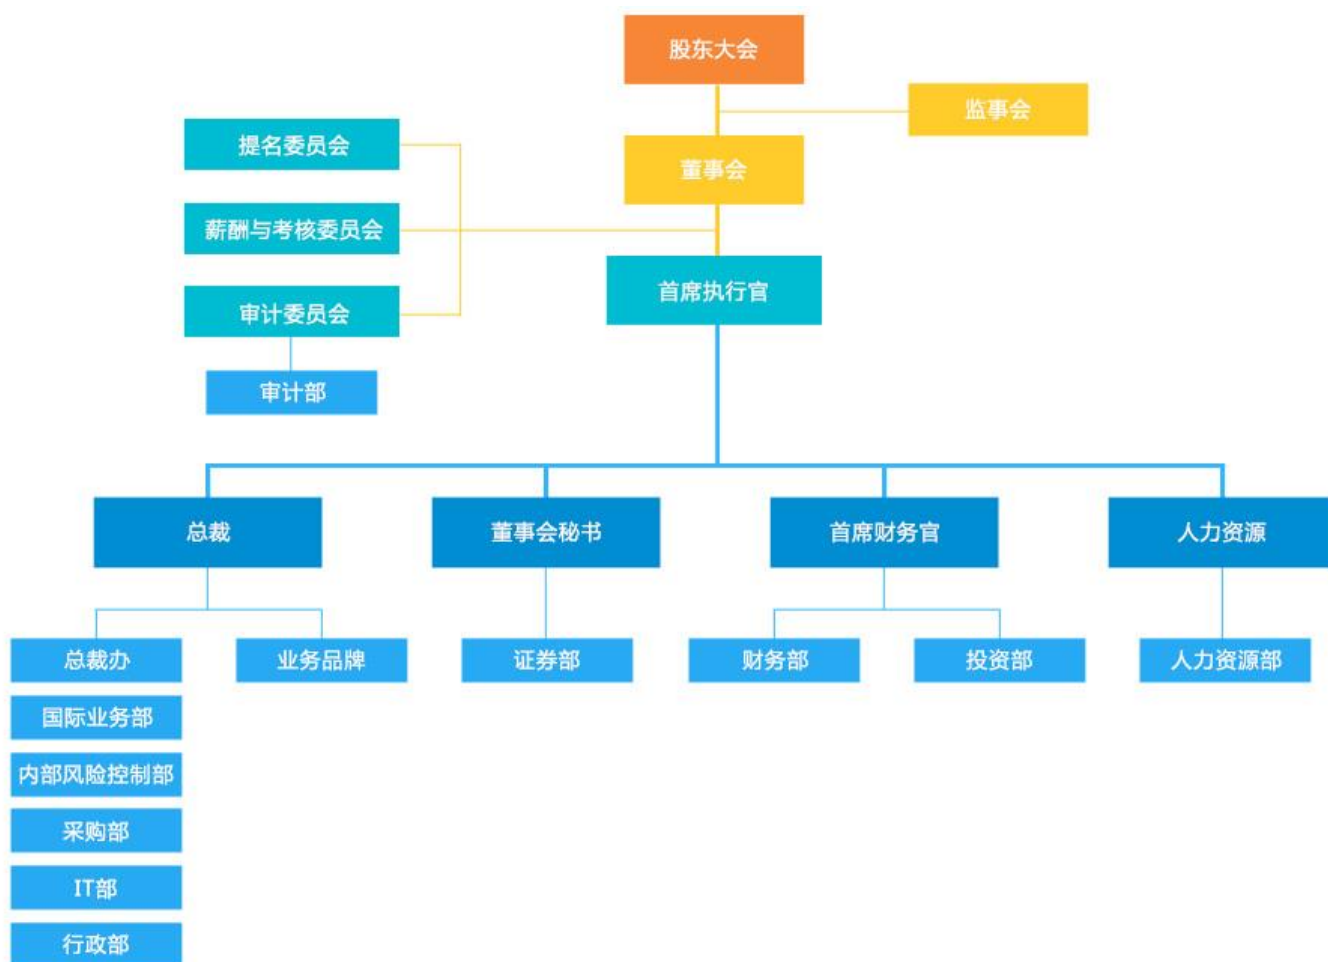 股东大会
监事会
提名委员会
董事会
薪酬与考核委员会
首席执行官
审计委员会
审计部
总裁
董事会秘书
首席财务官
人力资源
总裁办
业务品牌
证券部
财务部
投资部
人力资源部
国际业务部
内部风险控制部
采购部
IT部
行政部